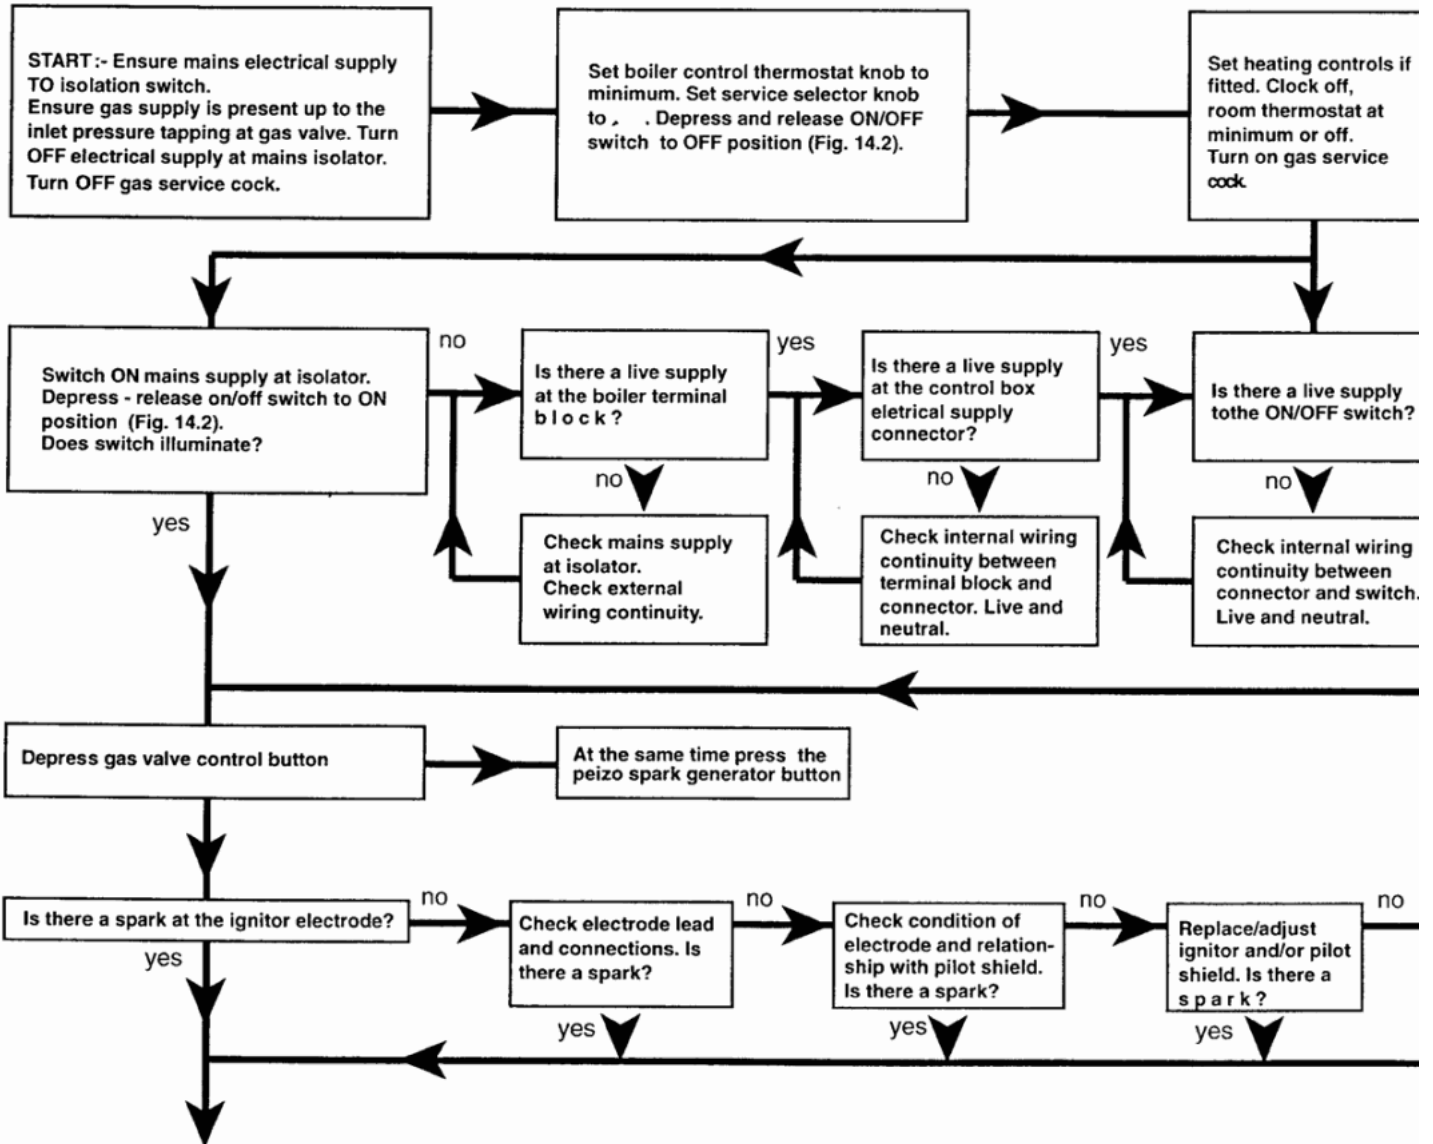 START :- Ensure mains electrical supply
TO isolation switch.
Ensure gas supply is present up to the
inlet pressure tapping at gas valve. Turn
OFF electrical supply at mains isolator.
Turn OFF gas service cock.
Set boiler control thermostat knob to
minimum. Set service selector knob
to . Depress and release ON/OFF
switch to OFF position (Fig. 14.2).
Set heating controls if
fitted. Clock off,
room thermostat at
minimum or off.
Turn on gas service
cock.
Switch ON mains supply at isolator.
Depress - release on/off switch to ON
position (Fig. 14.2).
Does switch illuminate?
no
Is there a live supply
at the boiler terminal
block?
yes
Is there a live supply
at the control box
eletrical supply
connector?
yes
Is there a live supply
tothe ON/OFF switch?
yes
no
Check mains supply
at isolator.
Check external
wiring continuity.
no
Check internal wiring
continuity between
terminal block and
connector. Live and
neutral.
no
Check internal wiring
continuity between
connector and switch.
Live and neutral.
Depress gas valve control button
At the same time press the
peizo spark generator button
Is there a spark at the ignitor electrode?
no
Check electrode lead
and connections. Is
there a spark?
no
Check condition of
electrode and relation-
ship with pilot shield.
Is there a spark?
no
Replace/adjust
ignitor and/or pilot
shield. Is there a
spark?
no
yes
yes
yes
yes